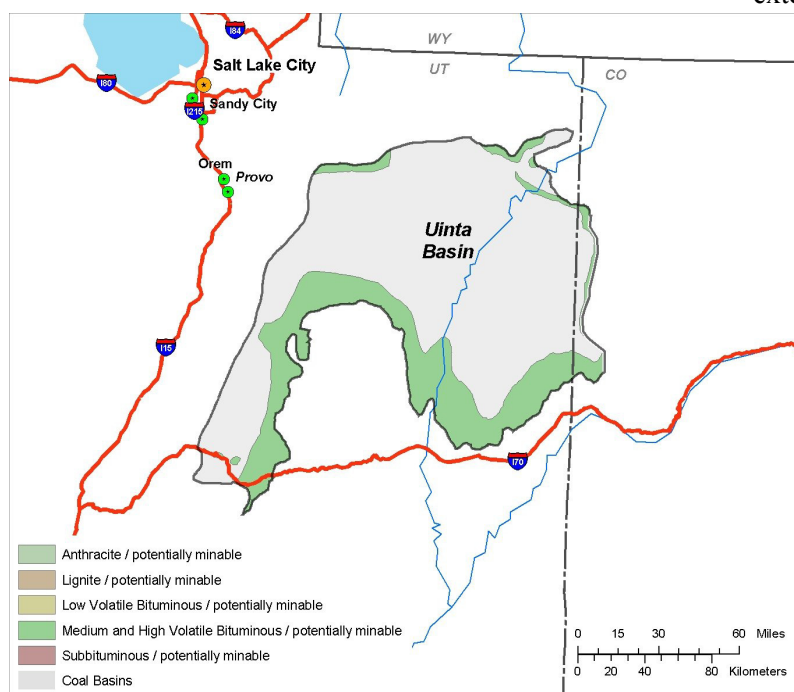 exte
I84
WY
UT
CO
Salt Lake City
I80
Sandy City
I215
Orem
Provo
Uinta
Basin
I15
I70
Anthracite / potentially minable
Lignite / potentially minable
Low Volatile Bituminous / potentially minable
Medium and High Volatile Bituminous / potentially minable
Subbituminous / potentially minable
Coal Basins
0 15 30 60 Miles
0 20 40 80 Kilometers